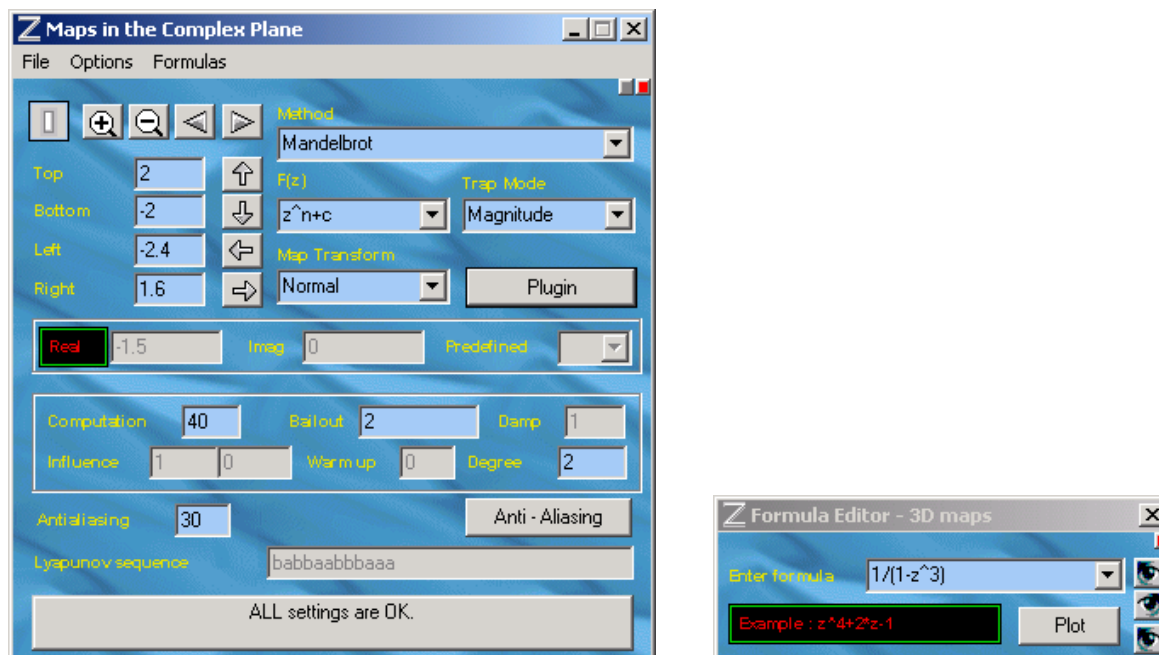 Maps in the Complex Plane
File Options Formulas
Method
Mandelbrot
Top 2
F(z) Trap Mode
Bottom -2
z^n+c Magnitude
Left -2.4
Map Transform
Right 1.6
Normal Plugin
Real -1.5 Imag 0 Predefined
Computation 40 Bailout 2 Damp 1
Influence 1 0 Warm up 0 Degree 2
Antialiasing 30 Anti - Aliasing
Lyapunov sequence babbaabbbaaa
ALL settings are OK.
Formula Editor - 3D maps
Enter formula 1/(1-z^3)
Example : z^4+2*z-1 Plot